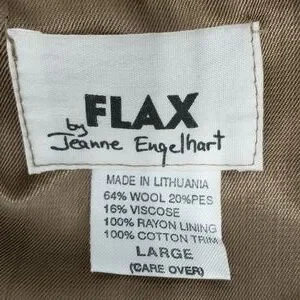 FLAX
by
Jeanne Engelhart
MADE IN LITHUANIA
64% WOOL 20%PES
16% VISCOSE
100% RAYON LINING
100% COTTON TRIM
LARGE
(CARE OVER)